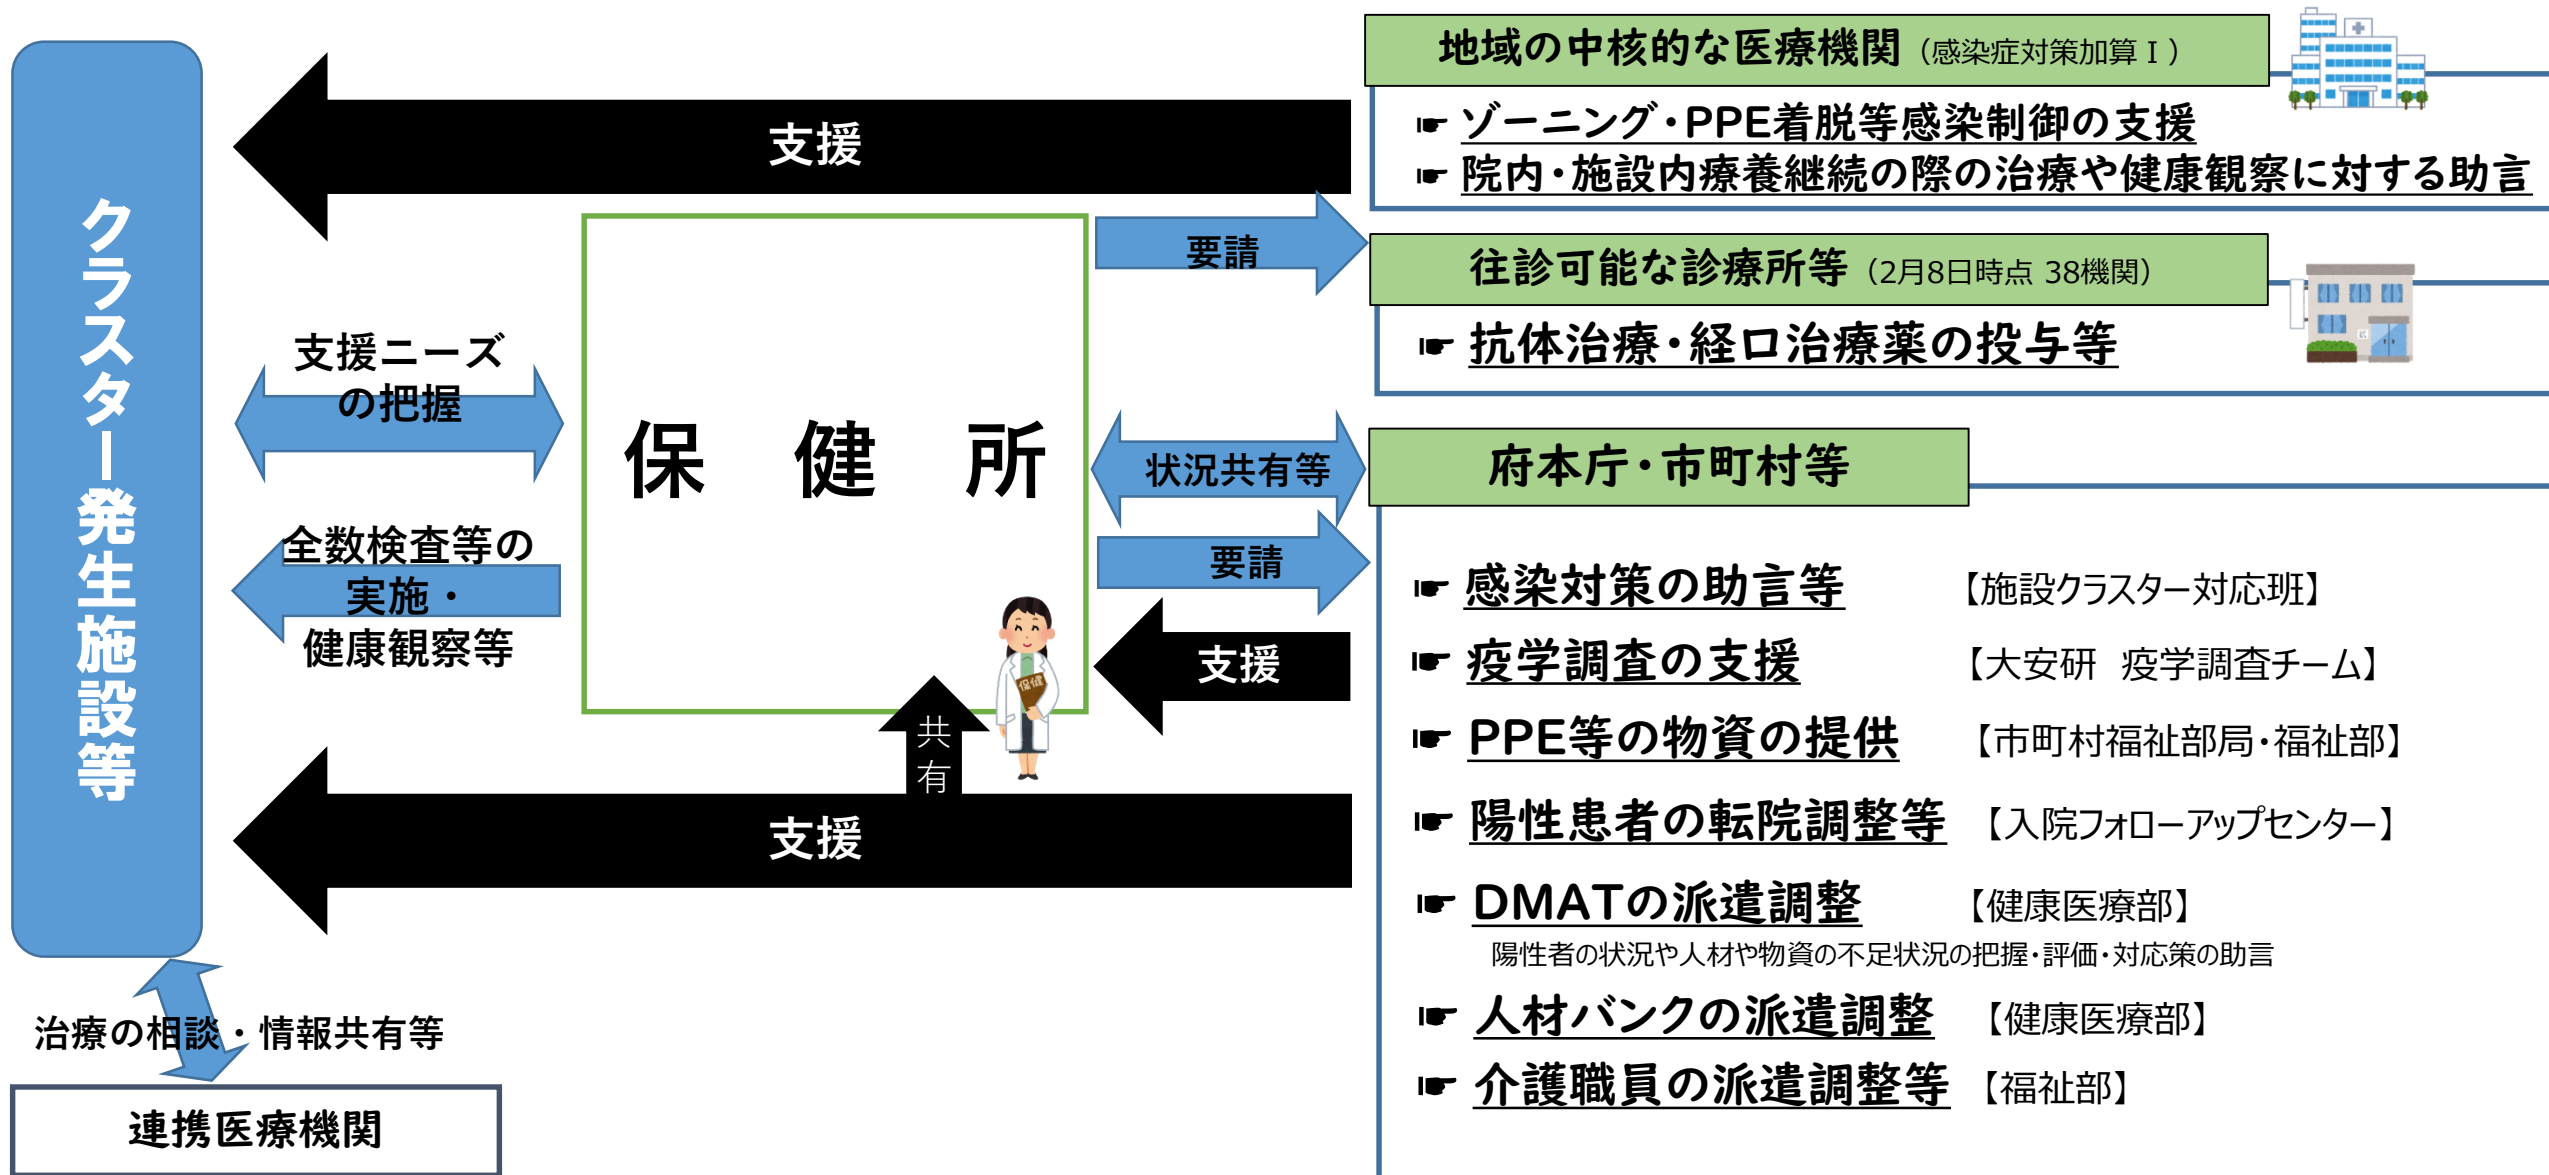 クラスター発生施設等
支援
支援ニーズ
の把握
全数検査等の
実施・
健康観察等
保　健　所
保健
共有
支援
治療の相談・情報共有等
連携医療機関
要請
状況共有等
要請
支援
地域の中核的な医療機関（感染症対策加算Ⅰ）
☛ ゾーニング・PPE着脱等感染制御の支援
☛ 院内・施設内療養継続の際の治療や健康観察に対する助言
往診可能な診療所等（2月8日時点 38機関）
☛ 抗体治療・経口治療薬の投与等
府本庁・市町村等
☛ 感染対策の助言等　【施設クラスター対応班】
☛ 疫学調査の支援　【大安研　疫学調査チーム】
☛ PPE等の物資の提供　【市町村福祉部局・福祉部】
☛ 陽性患者の転院調整等　【入院フォローアップセンター】
☛ DMATの派遣調整　【健康医療部】
陽性者の状況や人材や物資の不足状況の把握・評価・対応策の助言
☛ 人材バンクの派遣調整　【健康医療部】
☛ 介護職員の派遣調整等　【福祉部】